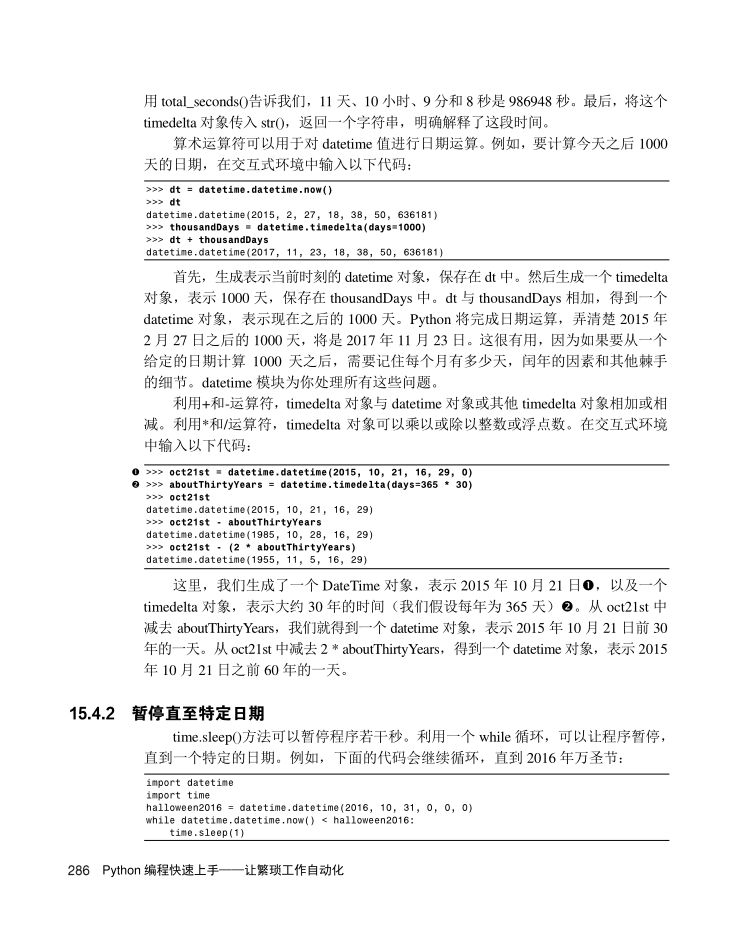 用 total_seconds()告诉我们，11 天、10 小时、9 分和 8 秒是 986948 秒。最后，将这个
timedelta 对象传入 str()，返回一个字符串，明确解释了这段时间。
算术运算符可以用于对 datetime 值进行日期运算。例如，要计算今天之后 1000
天的日期，在交互式环境中输入以下代码：
>>> dt = datetime.datetime.now()
>>> dt
datetime.datetime(2015, 2, 27, 18, 38, 50, 636181)
>>> thousandDays = datetime.timedelta(days=1000)
>>> dt + thousandDays
datetime.datetime(2017, 11, 23, 18, 38, 50, 636181)
首先，生成表示当前时刻的 datetime 对象，保存在 dt 中。然后生成一个 timedelta
对象，表示 1000 天，保存在 thousandDays 中。dt 与 thousandDays 相加，得到一个
datetime 对象，表示现在之后的 1000 天。Python 将完成日期运算，弄清楚 2015 年
2 月 27 日之后的 1000 天，将是 2017 年 11 月 23 日。这很有用，因为如果要从一个
给定的日期计算 1000 天之后，需要记住每个月有多少天，闰年的因素和其他棘手
的细节。datetime 模块为你处理所有这些问题。
利用+和-运算符，timedelta 对象与 datetime 对象或其他 timedelta 对象相加或相
减。利用*和/运算符，timedelta 对象可以乘以或除以整数或浮点数。在交互式环境
中输入以下代码：
❶ >>> oct21st = datetime.datetime(2015, 10, 21, 16, 29, 0)
❷ >>> aboutThirtyYears = datetime.timedelta(days=365 * 30)
>>> oct21st
datetime.datetime(2015, 10, 21, 16, 29)
>>> oct21st - aboutThirtyYears
datetime.datetime(1985, 10, 28, 16, 29)
>>> oct21st - (2 * aboutThirtyYears)
datetime.datetime(1955, 11, 5, 16, 29)
这里，我们生成了一个 DateTime 对象，表示 2015 年 10 月 21 日❶，以及一个
timedelta 对象，表示大约 30 年的时间（我们假设每年为 365 天）❷。从 oct21st 中
减去 aboutThirtyYears，我们就得到一个 datetime 对象，表示 2015 年 10 月 21 日前 30
年的一天。从 oct21st 中减去 2 * aboutThirtyYears，得到一个 datetime 对象，表示 2015
年 10 月 21 日之前 60 年的一天。
15.4.2 暂停直至特定日期
time.sleep()方法可以暂停程序若干秒。利用一个 while 循环，可以让程序暂停，
直到一个特定的日期。例如，下面的代码会继续循环，直到 2016 年万圣节：
import datetime
import time
halloween2016 = datetime.datetime(2016, 10, 31, 0, 0, 0)
while datetime.datetime.now() < halloween2016:
    time.sleep(1)
286 Python 编程快速上手——让繁琐工作自动化